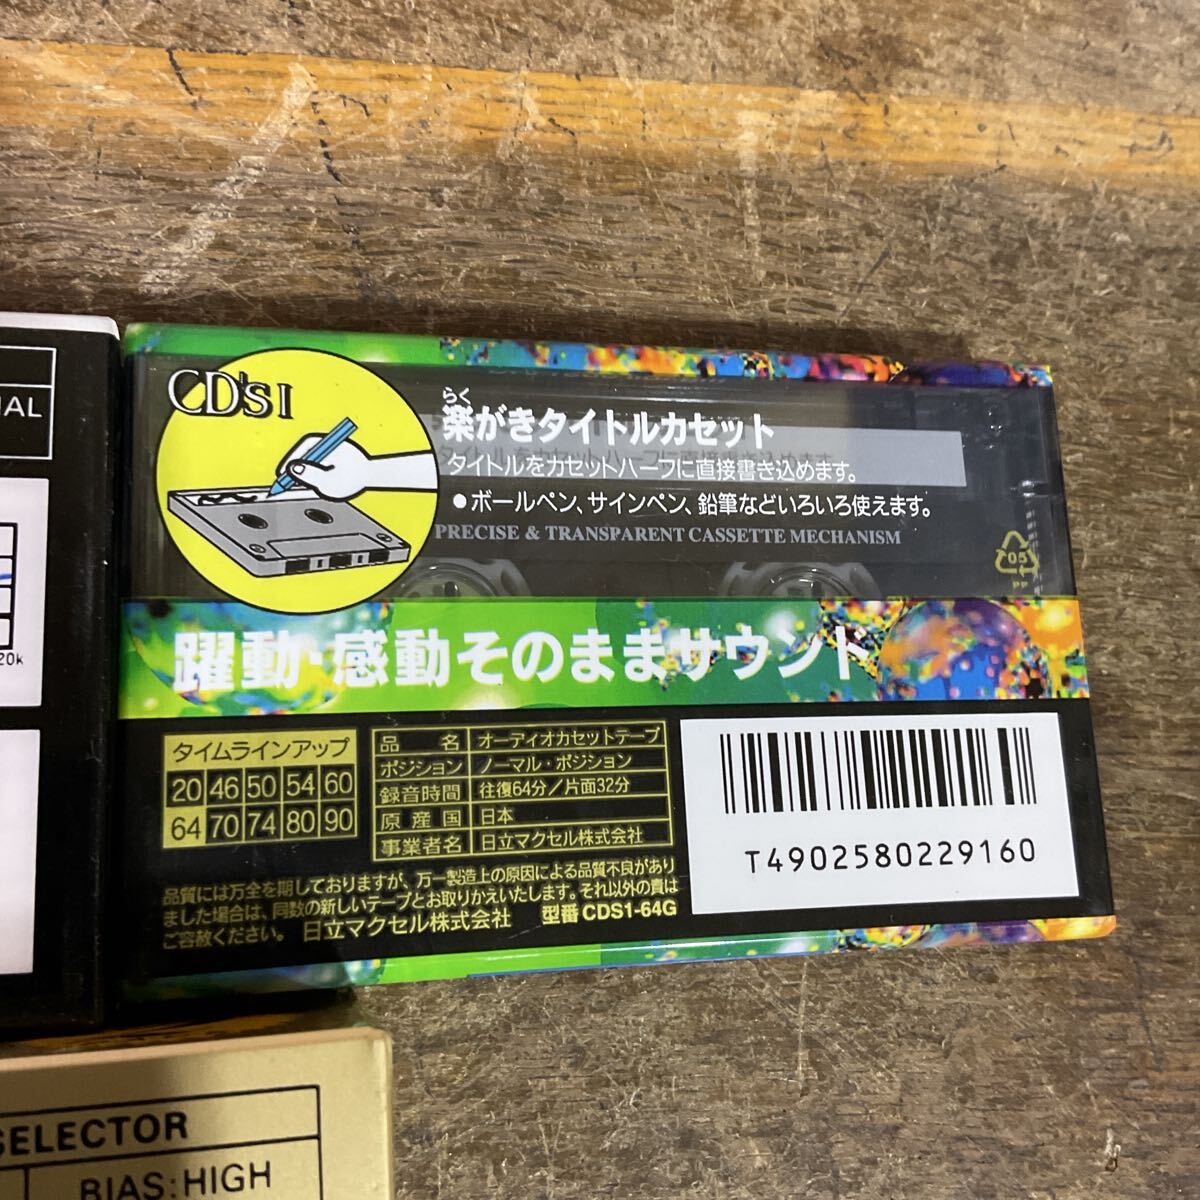 IAL
20k
CD's I
らく
楽がきタイトルカセット
タイトルをカセットハーフに直接書き込めます。
●ボールペン、サインペン、鉛筆などいろいろ使えます。
PRECISE & TRANSPARENT CASSETTE MECHANISM
05
PP
躍動・感動そのままサウンド
タイムラインアップ
20 46 50 54 60
64 70 74 80 90
品名 オーディオカセットテープ
ポジション ノーマル・ポジション
録音時間 往復64分/片面32分
原産国 日本
事業者名 日立マクセル株式会社
品質には万全を期しておりますが、万一製造上の原因による品質不良があり
ました場合は、同数の新しいテープとお取りかえいたします。それ以外の責は
ご容赦ください。 日立マクセル株式会社 型番 CDS1-64G
T4902580229160
SELECTOR
BIAS:HIGH